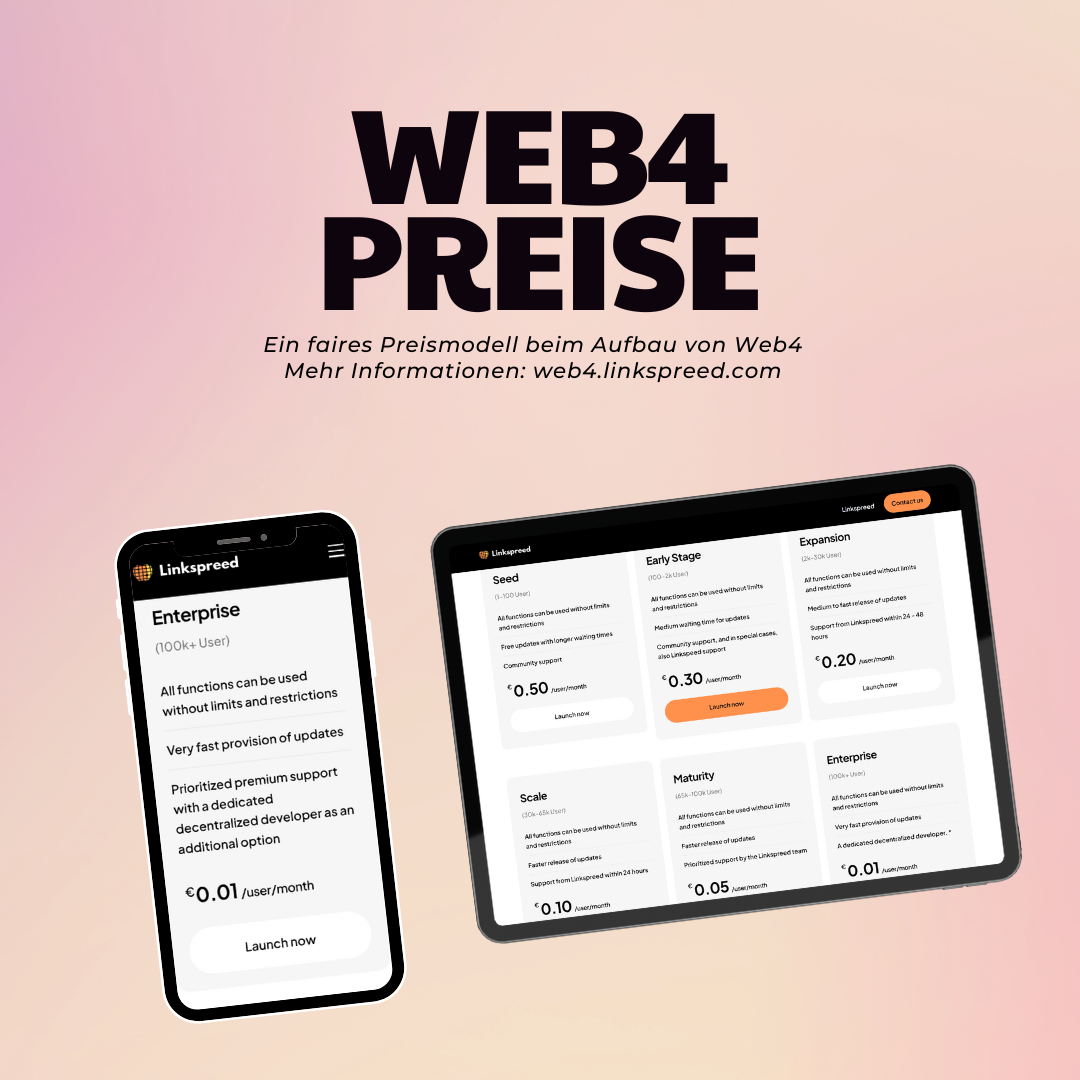 WEB4
PREISE
Ein faires Preismodell beim Aufbau von Web4
Mehr Informationen: web4.linkspreed.com
Linkspreed
Enterprise
(100k+ User)
All functions can be used
without limits and restrictions
Very fast provision of updates
Prioritized premium support
with a dedicated
decentralized developer as an
additional option
€0.01 /user/month
Launch now
Linkspreed
Linkspreed
Contact us
Seed
(1-100 User)
All functions can be used without limits
and restrictions
Free updates with longer waiting times
Community support
€0.50 /user/month
Launch now
Early Stage
(100-2k User)
All functions can be used without limits
and restrictions
Medium waiting time for updates
Community support, and in special cases,
also Linkspeed support
€0.30 /user/month
Launch now
Expansion
(2k-30k User)
All functions can be used without limits
and restrictions
Medium to fast release of updates
Support from Linkspreed within 24 - 48
hours
€0.20 /user/month
Launch now
Scale
(30k-65k User)
All functions can be used without limits
and restrictions
Faster release of updates
Support from Linkspreed within 24 hours
€0.10 /user/month
Maturity
(65k-100k User)
All functions can be used without limits
and restrictions
Faster release of updates
Prioritized support by the Linkspreed team
€0.05 /user/month
Enterprise
(100k+ User)
All functions can be used without limits
and restrictions
Very fast provision of updates
A dedicated decentralized developer. *
€0.01 /user/month